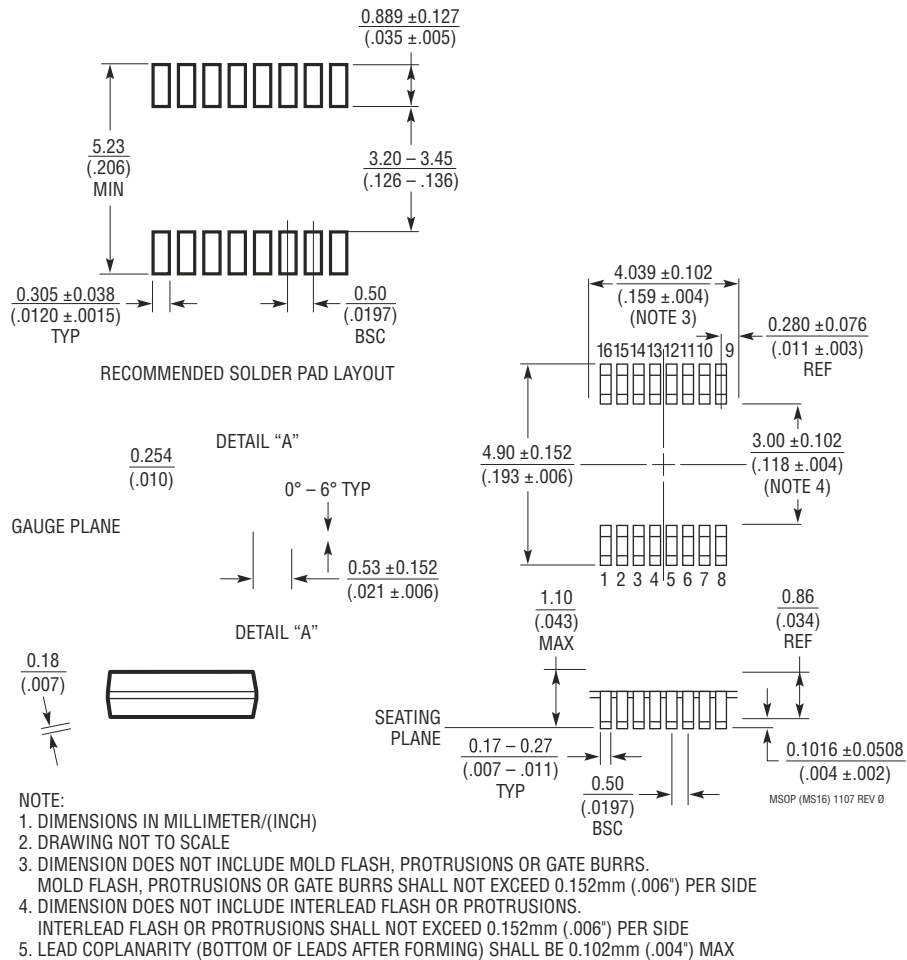 0.889 ±0.127
(.035 ±.005)
5.23
(.206)
MIN
3.20 – 3.45
(.126 – .136)
0.305 ±0.038
(.0120 ±.0015)
TYP
0.50
(.0197)
BSC
RECOMMENDED SOLDER PAD LAYOUT
4.039 ±0.102
(.159 ±.004)
(NOTE 3)
0.280 ±0.076
(.011 ±.003)
REF
16 15 14 13 12 11 10 9
4.90 ±0.152
(.193 ±.006)
3.00 ±0.102
(.118 ±.004)
(NOTE 4)
1 2 3 4 5 6 7 8
DETAIL “A”
0.254
(.010)
0° – 6° TYP
GAUGE PLANE
0.53 ±0.152
(.021 ±.006)
DETAIL “A”
0.18
(.007)
1.10
(.043)
MAX
0.86
(.034)
REF
SEATING
PLANE
0.17 – 0.27
(.007 – .011)
TYP
0.50
(.0197)
BSC
0.1016 ±0.0508
(.004 ±.002)
MSOP (MS16) 1107 REV Ø
NOTE:
1. DIMENSIONS IN MILLIMETER/(INCH)
2. DRAWING NOT TO SCALE
3. DIMENSION DOES NOT INCLUDE MOLD FLASH, PROTRUSIONS OR GATE BURRS.
MOLD FLASH, PROTRUSIONS OR GATE BURRS SHALL NOT EXCEED 0.152mm (.006") PER SIDE
4. DIMENSION DOES NOT INCLUDE INTERLEAD FLASH OR PROTRUSIONS.
INTERLEAD FLASH OR PROTRUSIONS SHALL NOT EXCEED 0.152mm (.006") PER SIDE
5. LEAD COPLANARITY (BOTTOM OF LEADS AFTER FORMING) SHALL BE 0.102mm (.004") MAX